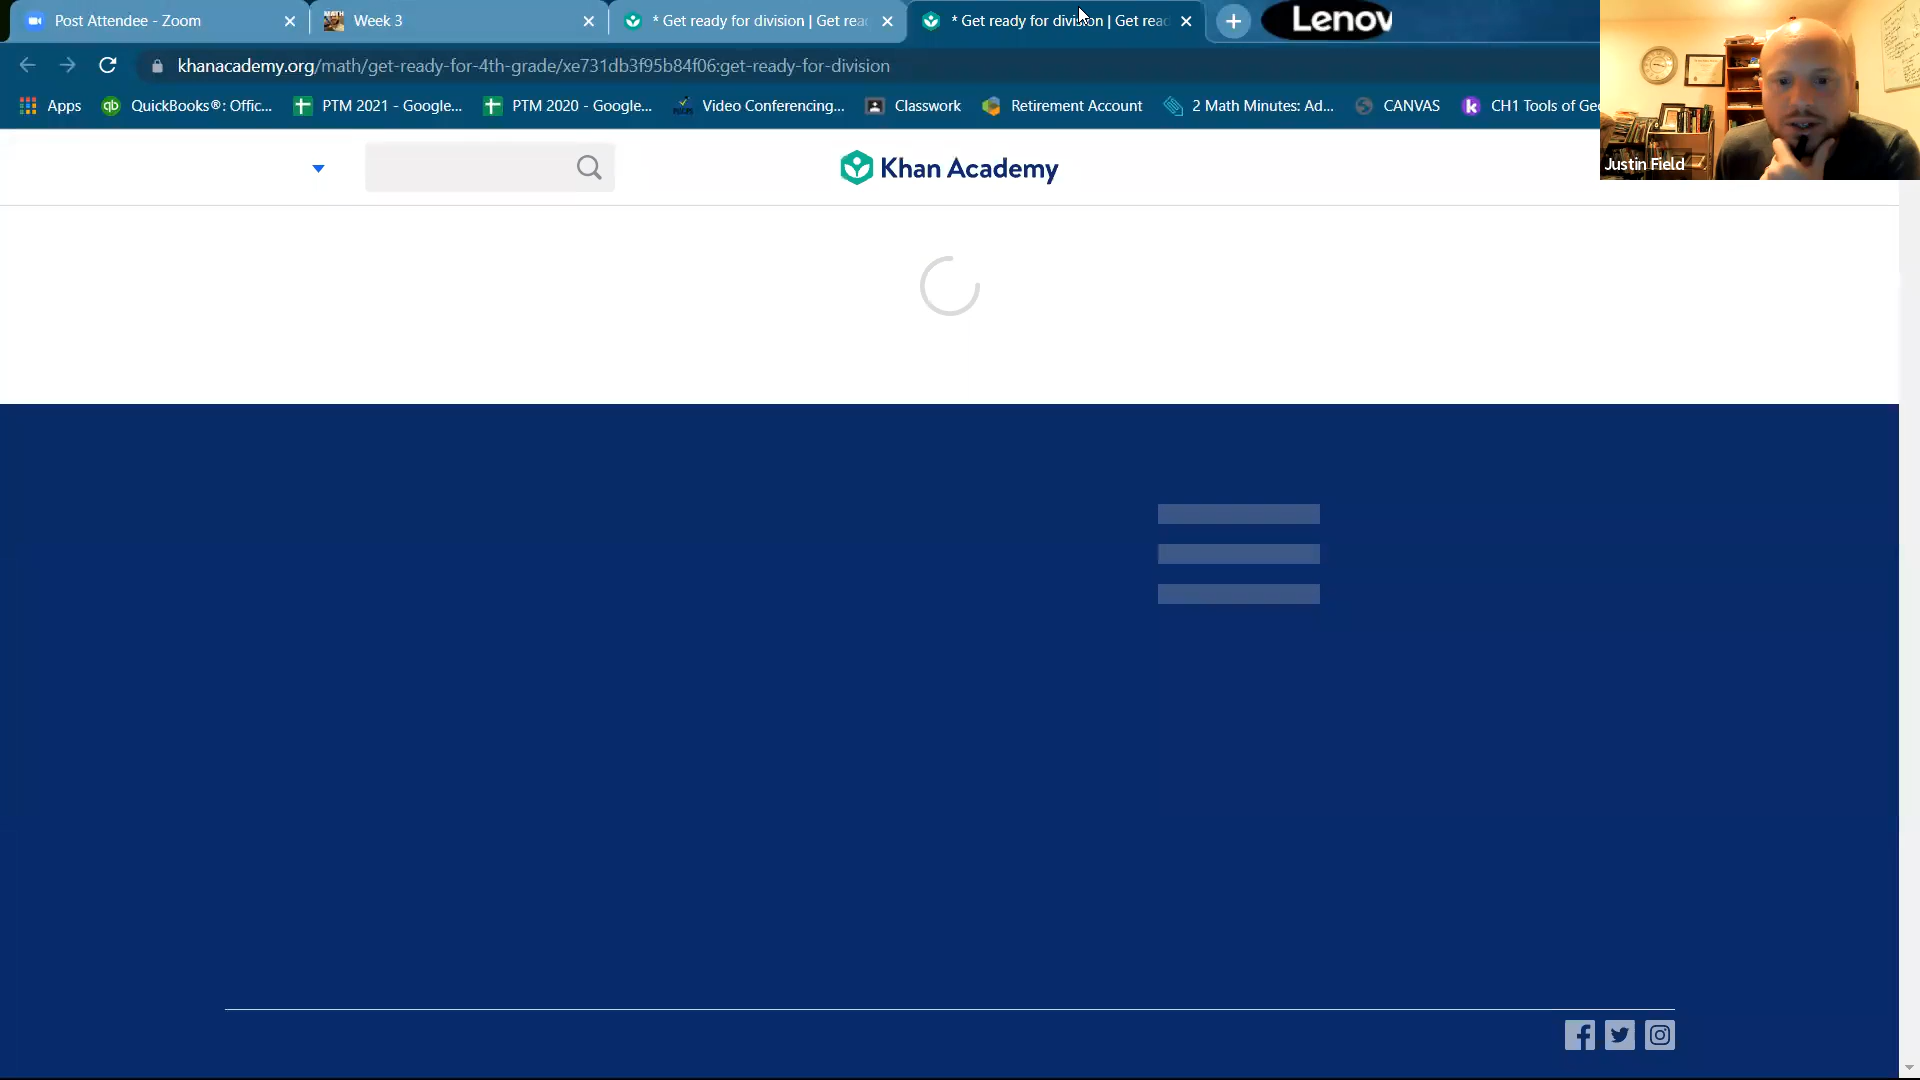 Post Attendee - Zoom
Week 3
* Get ready for division | Get rea
* Get ready for division | Get rea
Lenov
khanacademy.org/math/get-ready-for-4th-grade/xe731db3f95b84f06:get-ready-for-division
Apps
qb QuickBooks®: Offic...
PTM 2021 - Google...
PTM 2020 - Google...
Video Conferencing...
Classwork
Retirement Account
2 Math Minutes: Ad...
CANVAS
k CH1 Tools of Geo
Justin Field
Khan Academy